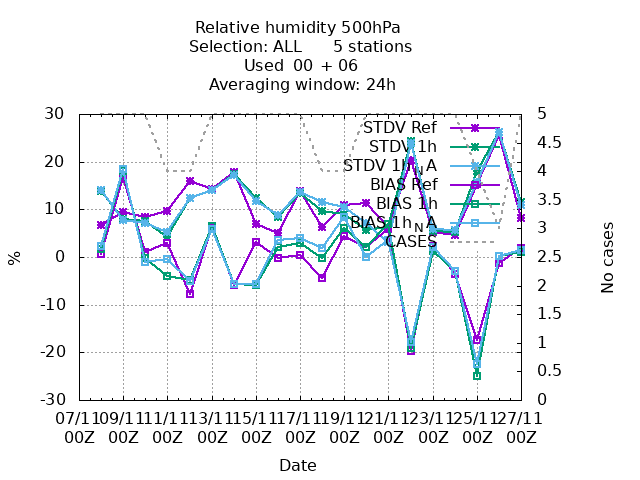 Relative humidity 500hPa
Selection: ALL 5 stations
Used 00 + 06
Averaging window: 24h
STDV Ref
STDV 1h
STDV 1h_NA
BIAS Ref
BIAS 1h
BIAS 1h_NA
CASES
30
20
10
0
-10
-20
-30
%
5
4.5
4
3.5
3
2.5
2
1.5
1
0.5
0
No cases
07/11 09/11 11/11 13/11 15/11 17/11 19/11 21/11 23/11 25/11 27/11
00Z 00Z 00Z 00Z 00Z 00Z 00Z 00Z 00Z 00Z 00Z
Date